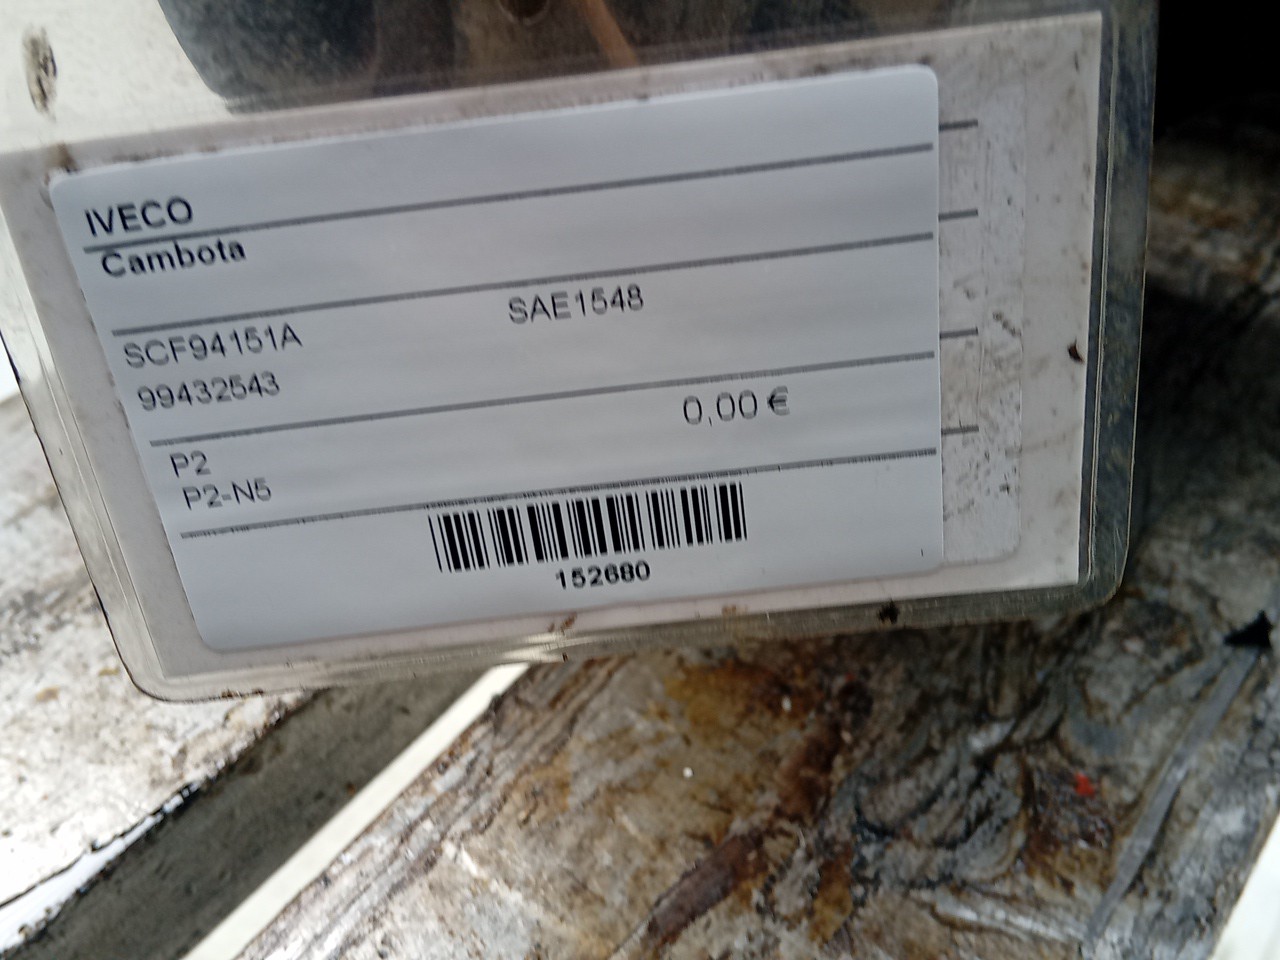 IVECO
Cambota
SCF94151A SAE1548
99432543
0,00 €
P2
P2-N5
152680